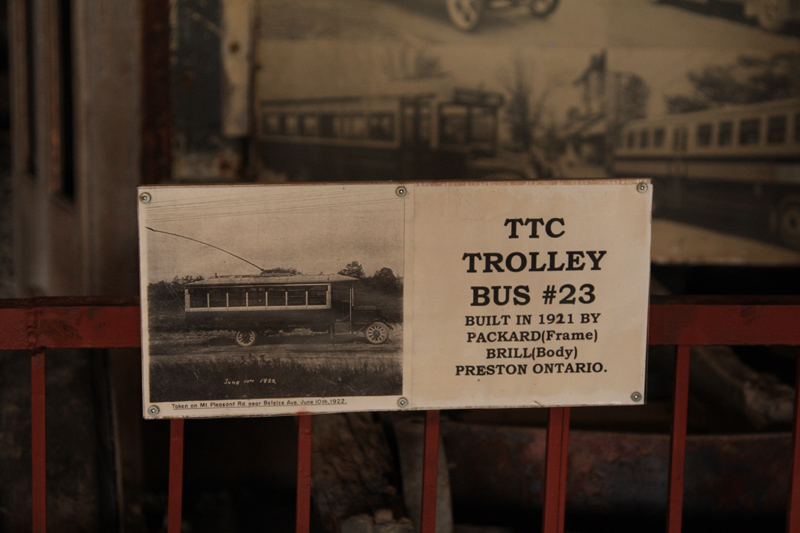 June 10th 1922
Taken on Mt. Pleasant Rd. near Belsize Ave. June 10th, 1922.
TTC
TROLLEY
BUS #23
BUILT IN 1921 BY
PACKARD(Frame)
BRILL(Body)
PRESTON ONTARIO.